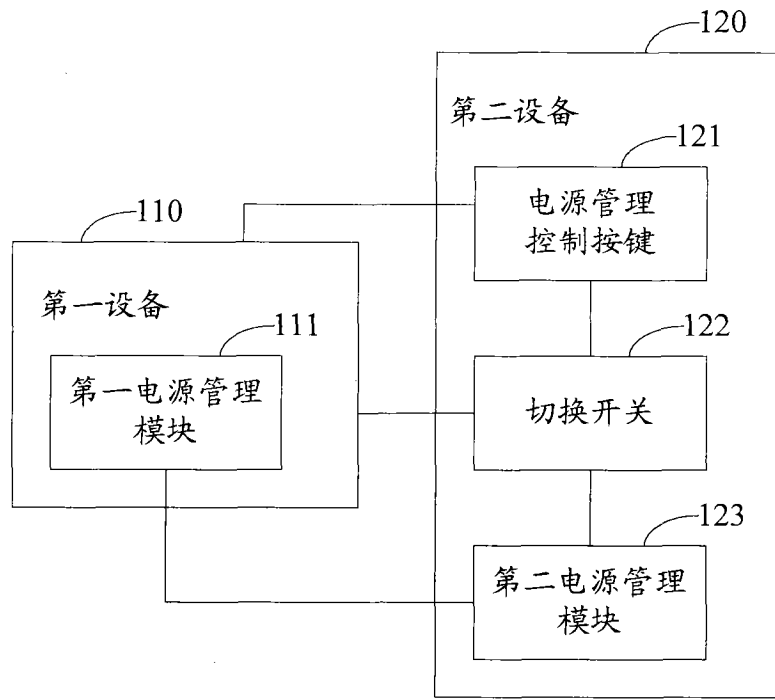 120
第二设备
121
电源管理
控制按键
110
第一设备
111
第一电源管理
模块
122
切换开关
123
第二电源管理
模块